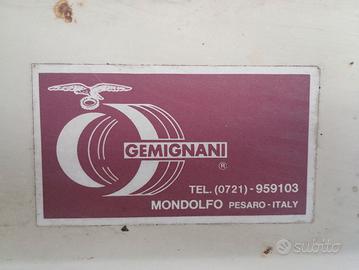 GEMIGNANI
®
TEL. (0721) - 959103
MONDOLFO PESARO - ITALY
subito